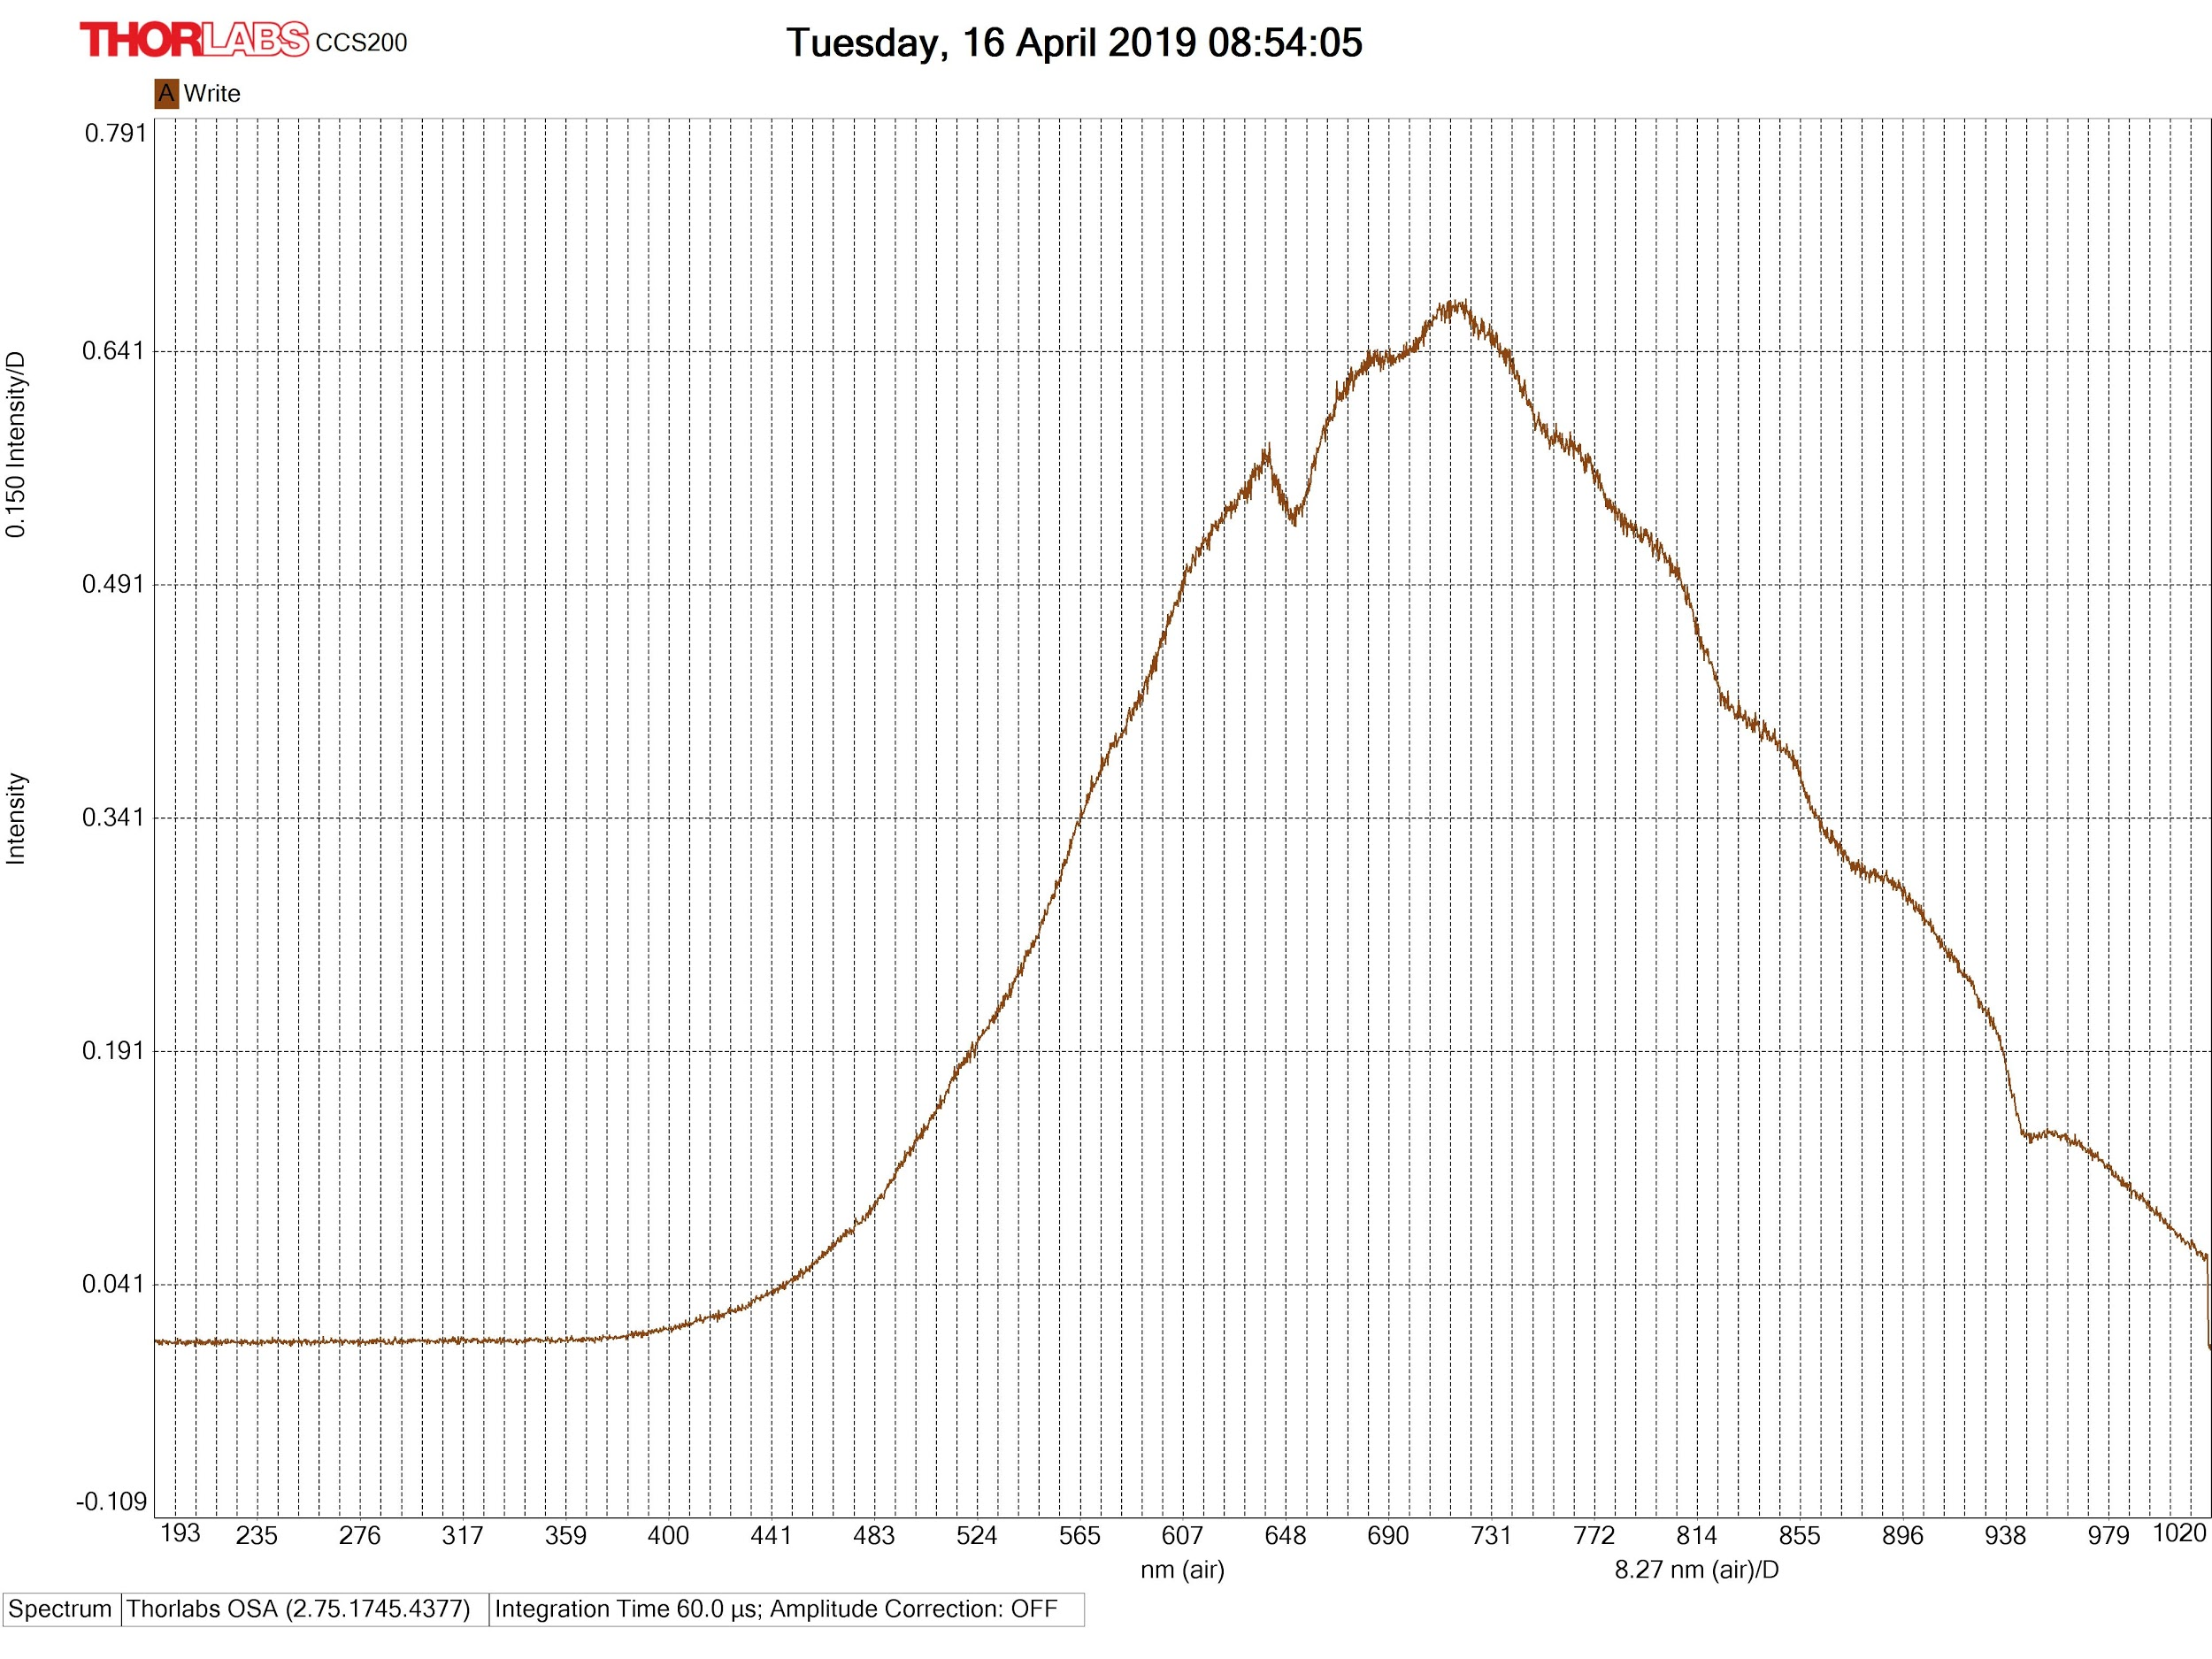 THORLABS CCS200
Tuesday, 16 April 2019 08:54:05
A Write
0.791
0.641
0.491
0.341
0.191
0.041
-0.109
0.150 Intensity/D
Intensity
193 235 276 317 359 400 441 483 524 565 607 648 690 731 772 814 855 896 938 979 1020
nm (air) 8.27 nm (air)/D
Spectrum Thorlabs OSA (2.75.1745.4377) Integration Time 60.0 µs; Amplitude Correction: OFF